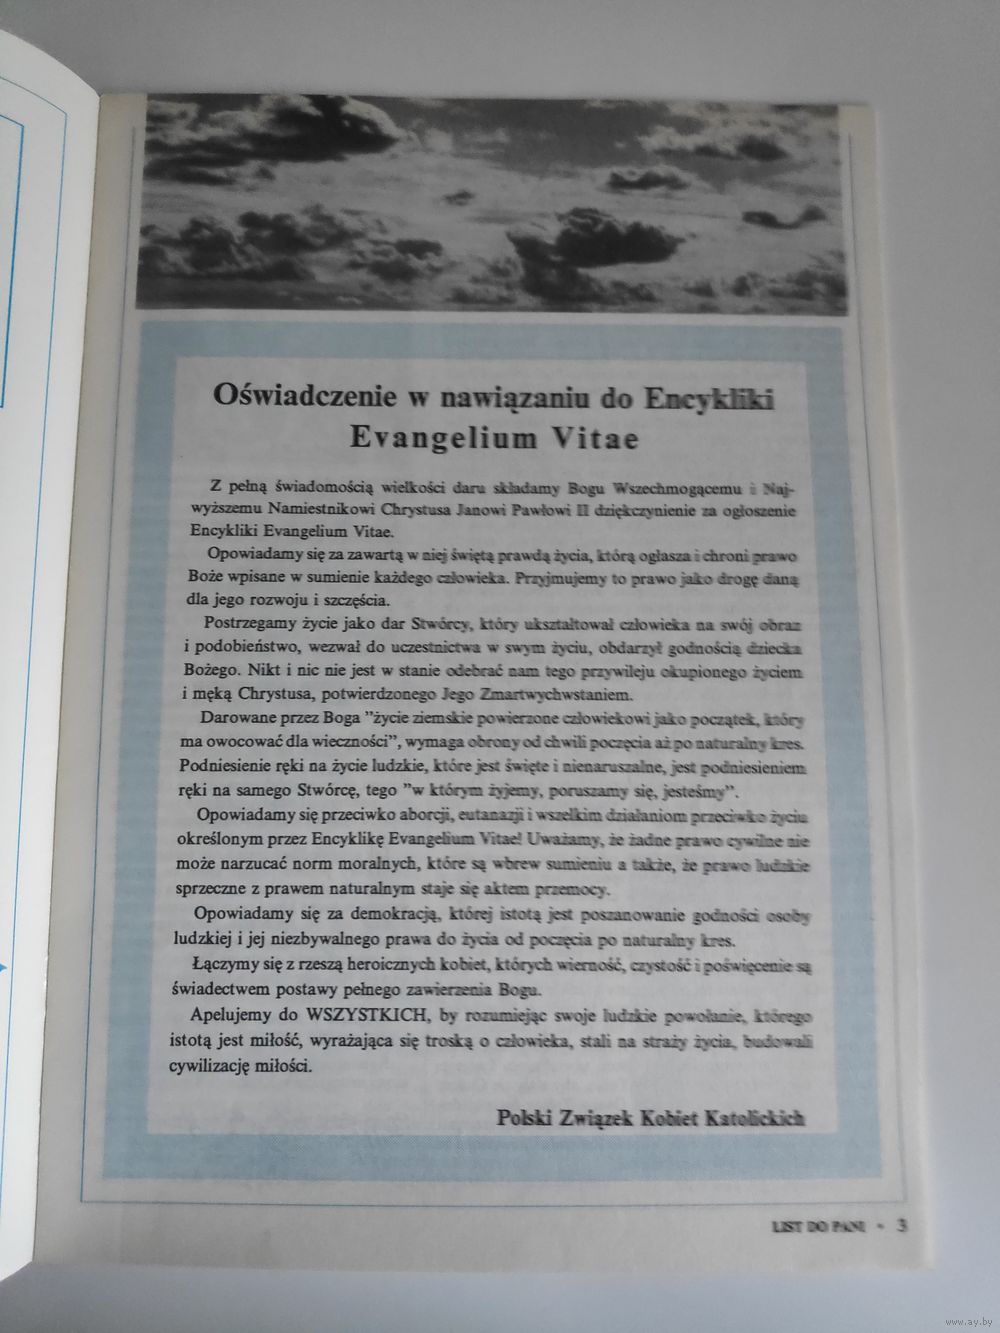 Oświadczenie w nawiązaniu do Encykliki
Evangelium Vitae
Z pełną świadomością wielkości daru składamy Bogu Wszechmogącemu i Naj-
wyższemu Namiestnikowi Chrystusa Janowi Pawłowi II dziękczynienie za ogłoszenie
Encykliki Evangelium Vitae.
Opowiadamy się za zawartą w niej świętą prawdą życia, którą ogłasza i chroni prawo
Boże wpisane w sumienie każdego człowieka. Przyjmujemy to prawo jako drogę daną
dla jego rozwoju i szczęścia.
Postrzegamy życie jako dar Stwórcy, który ukształtował człowieka na swój obraz
i podobieństwo, wezwał do uczestnictwa w swym życiu, obdarzył godnością dziecka
Bożego. Nikt i nic nie jest w stanie odebrać nam tego przywileju okupionego życiem
i męką Chrystusa, potwierdzonego Jego Zmartwychwstaniem.
Darowane przez Boga ”życie ziemskie powierzone człowiekowi jako początek, który
ma owocować dla wieczności”, wymaga obrony od chwili poczęcia aż po naturalny kres.
Podniesienie ręki na życie ludzkie, które jest święte i nienaruszalne, jest podniesieniem
ręki na samego Stwórcę, tego ”w którym żyjemy, poruszamy się, jesteśmy”.
Opowiadamy się przeciwko aborcji, eutanazji i wszelkim działaniom przeciwko życiu
określonym przez Encyklikę Evangelium Vitae! Uważamy, że żadne prawo cywilne nie
może narzucać norm moralnych, które są wbrew sumieniu a także, że prawo ludzkie
sprzeczne z prawem naturalnym staje się aktem przemocy.
Opowiadamy się za demokracją, której istotą jest poszanowanie godności osoby
ludzkiej i jej niezbywalnego prawa do życia od poczęcia po naturalny kres.
Łączymy się z rzeszą heroicznych kobiet, których wierność, czystość i poświęcenie są
świadectwem postawy pełnego zawierzenia Bogu.
Apelujemy do WSZYSTKICH, by rozumiejąc swoje ludzkie powołanie, którego
istotą jest miłość, wyrażająca się troską o człowieka, stali na straży życia, budowali
cywilizację miłości.
Polski Związek Kobiet Katolickich
LIST DO PANI • 3
www.ay.by